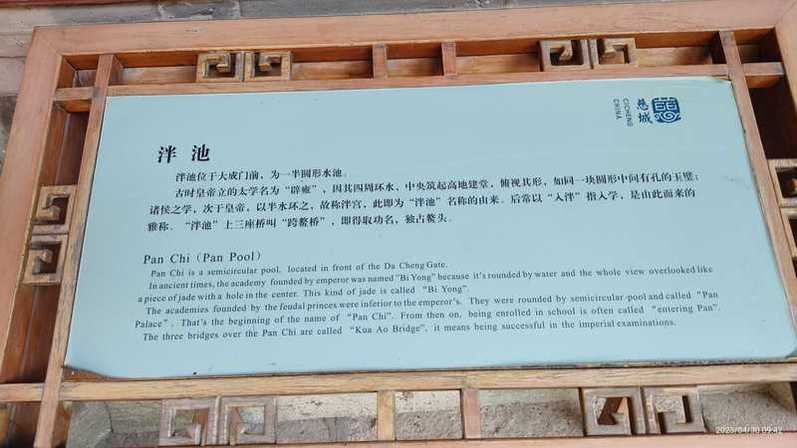 慈城
CICHENG
CHINA
泮 池
泮池位于大成门前，为一半圆形水池。
古时皇帝立的太学名为“辟雍”，因其四周环水，中央筑起高地建堂，俯视其形，如同一块圆形中间有孔的玉璧；
诸侯之学，次于皇帝，以半水环之，故称泮宫，此即为“泮池”名称的由来。后常以“入泮”指入学，是由此而来的
雅称。“泮池”上三座桥叫“跨鳌桥”，即得取功名，独占鳌头。
Pan Chi (Pan Pool)
Pan Chi is a semicircular pool, located in front of the Da Cheng Gate.
In ancient times, the academy founded by emperor was named "Bi Yong" because it's rounded by water and the whole view overlooked like
a piece of jade with a hole in the center. This kind of jade is called "Bi Yong".
The academies founded by the feudal princes were inferior to the emperor's. They were rounded by semicircular pool and called "Pan
Palace". That's the beginning of the name of "Pan Chi". From then on, being enrolled in school is often called "entering Pan".
The three bridges over the Pan Chi are called "Kua Ao Bridge", it means being successful in the imperial examinations.
2023/04/30 09:42